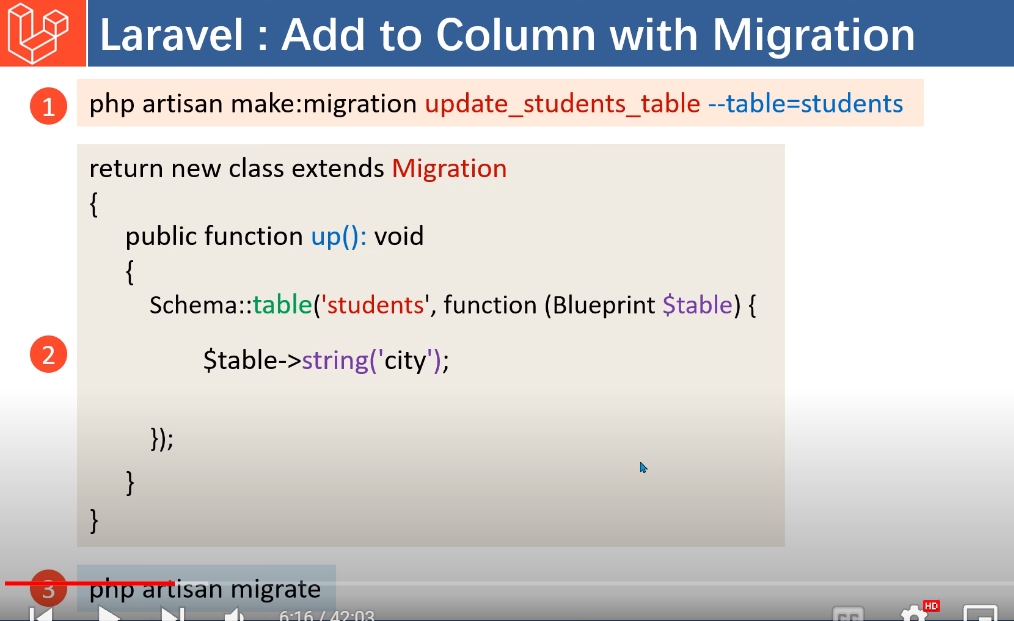 Laravel : Add to Column with Migration
1 php artisan make:migration update_students_table --table=students
return new class extends Migration
{
public function up(): void
{
Schema::table('students', function (Blueprint $table) {
2
$table->string('city');
});
}
}
3 php artisan migrate
6:16 / 42:03
CC HD